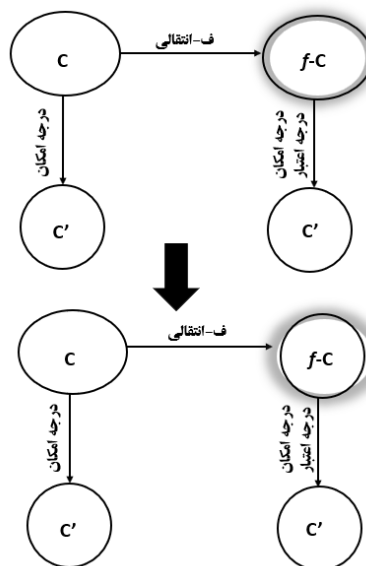 ف-انتقالی
C
f-C
درجه امکان
درجه امکان
درجه اعتبار
C'
C'
ف-انتقالی
C
f-C
درجه امکان
درجه امکان
درجه اعتبار
C'
C'